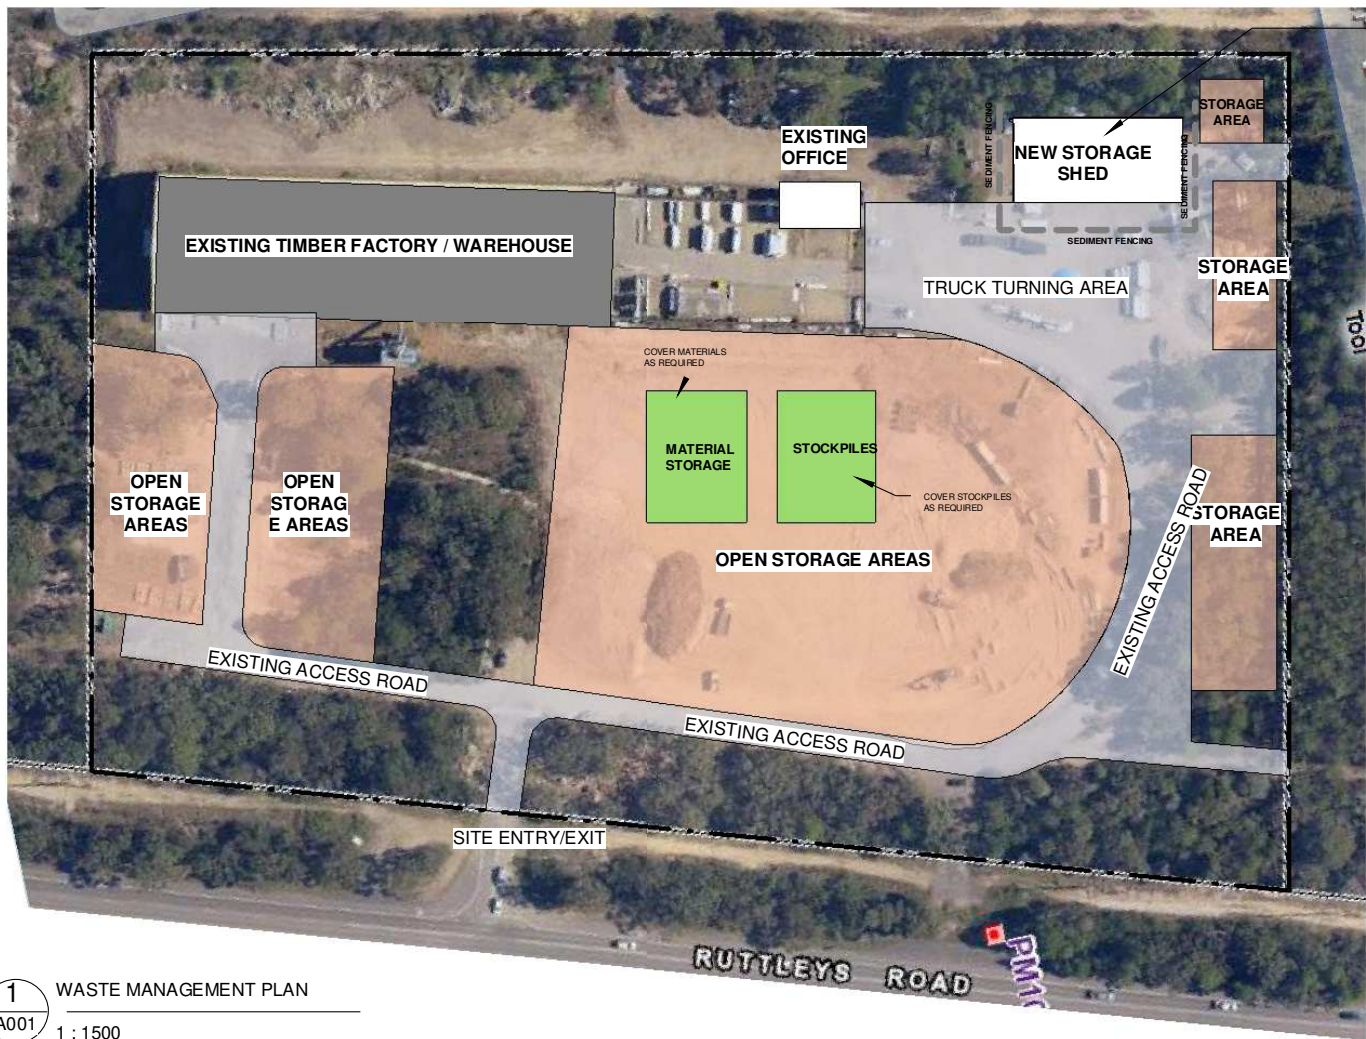 STORAGE
AREA
EXISTING
OFFICE
NEW STORAGE
SHED
SEDIMENT FENCING
SEDIMENT FENCING
SEDIMENT FENCING
EXISTING TIMBER FACTORY / WAREHOUSE
TRUCK TURNING AREA
STORAGE
AREA
COVER MATERIALS
AS REQUIRED
MATERIAL
STORAGE
STOCKPILES
COVER STOCKPILES
AS REQUIRED
OPEN
STORAGE
AREAS
OPEN
STORAG
E AREAS
OPEN STORAGE AREAS
EXISTING ACCESS ROAD
STORAGE
AREA
EXISTING ACCESS ROAD
EXISTING ACCESS ROAD
SITE ENTRY/EXIT
RUTTLEYS ROAD
1
A001
WASTE MANAGEMENT PLAN
1 : 1500